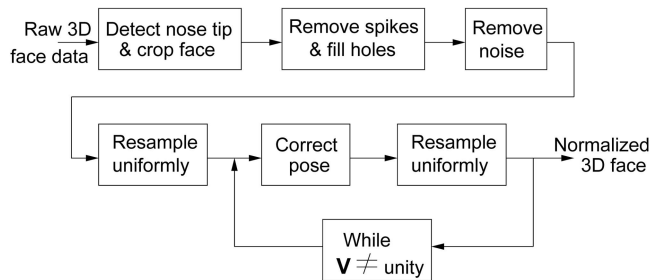 Raw 3D
face data
Detect nose tip
& crop face
Remove spikes
& fill holes
Remove
noise
Resample
uniformly
Correct
pose
Resample
uniformly
Normalized
3D face
While
V ≠ unity